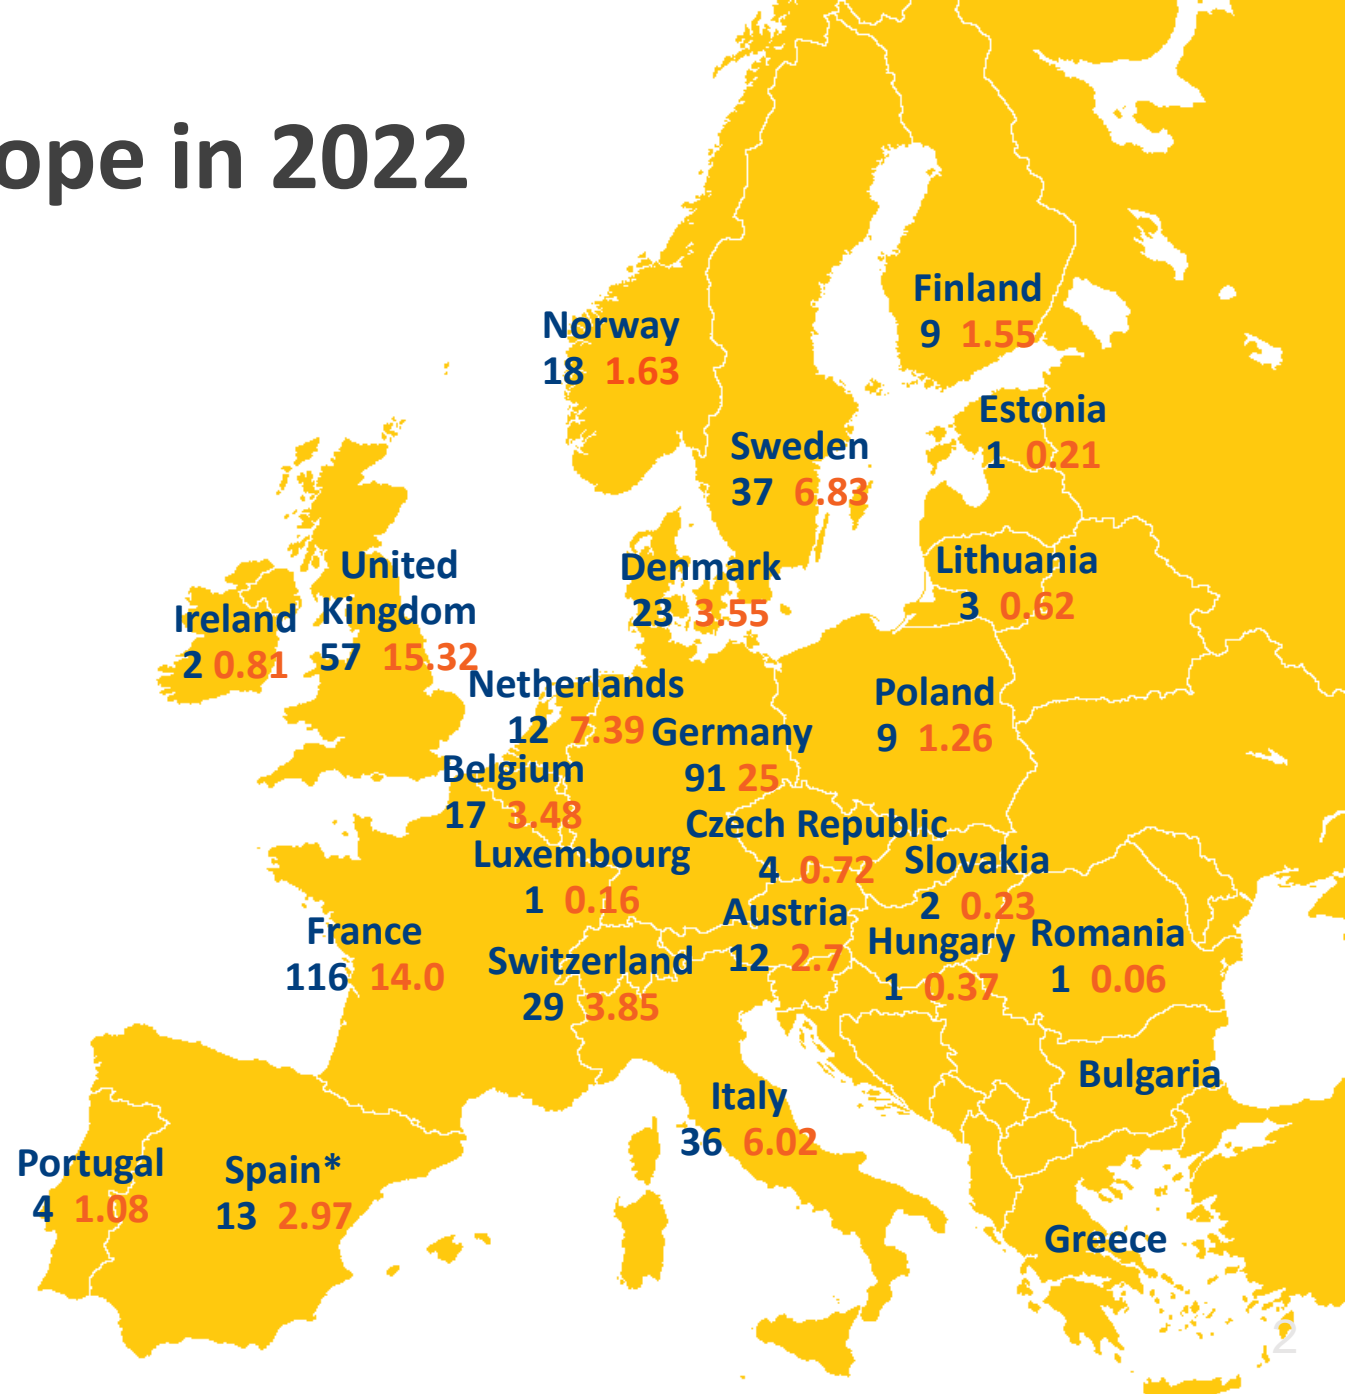 ope in 2022
Finland
9 1.55
Norway
18 1.63
Estonia
1 0.21
Sweden
37 6.83
Lithuania
3 0.62
Denmark
23 3.55
United
Kingdom
57 15.32
Ireland
2 0.81
Netherlands
12 7.39
Poland
9 1.26
Germany
91 25
Belgium
17 3.48
Czech Republic
4 0.72
Slovakia
2 0.23
Luxembourg
1 0.16
Austria
12 2.7
France
116 14.0
Hungary
1 0.37
Romania
1 0.06
Switzerland
29 3.85
Bulgaria
Italy
36 6.02
Portugal
4 1.08
Spain*
13 2.97
Greece
2